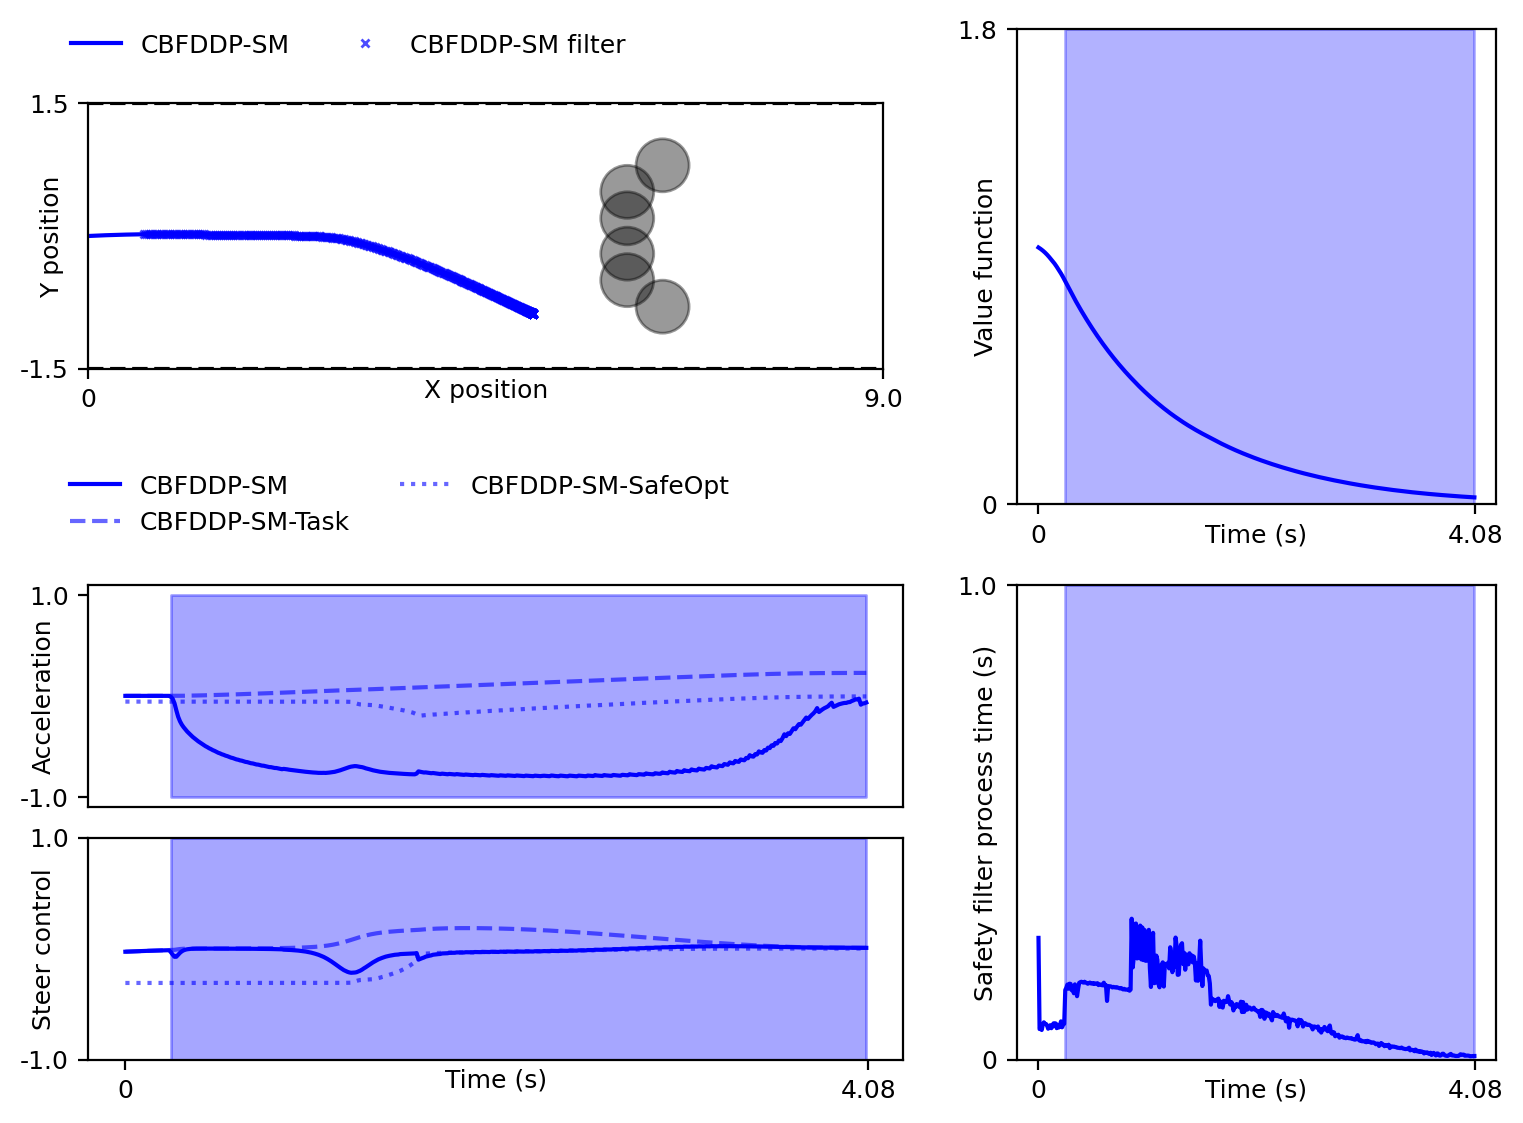 CBFDDP-SM
CBFDDP-SM filter
1.5
Y position
-1.5
0
X position
9.0
1.8
Value function
0
0
Time (s)
4.08
CBFDDP-SM
CBFDDP-SM-SafeOpt
CBFDDP-SM-Task
1.0
Acceleration
-1.0
1.0
Steer control
-1.0
0
Time (s)
4.08
1.0
Safety filter process time (s)
0
0
Time (s)
4.08